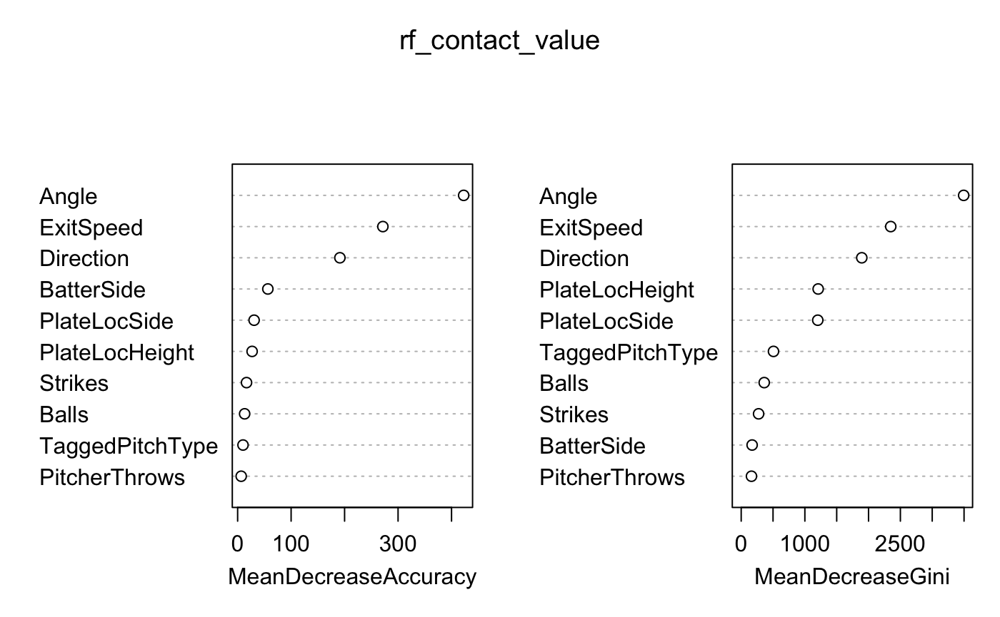 rf_contact_value
Angle
ExitSpeed
Direction
BatterSide
PlateLocSide
PlateLocHeight
Strikes
Balls
TaggedPitchType
PitcherThrows
0 100 300
MeanDecreaseAccuracy
Angle
ExitSpeed
Direction
PlateLocHeight
PlateLocSide
TaggedPitchType
Balls
Strikes
BatterSide
PitcherThrows
0 1000 2500
MeanDecreaseGini